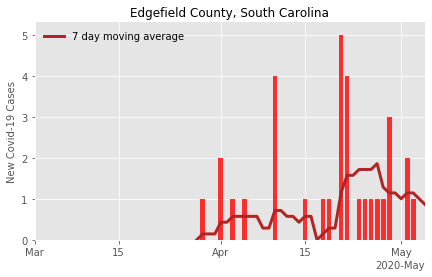 Edgefield County, South Carolina
7 day moving average
New Covid-19 Cases
5
4
3
2
1
0
Mar
15
Apr
15
May
2020-May